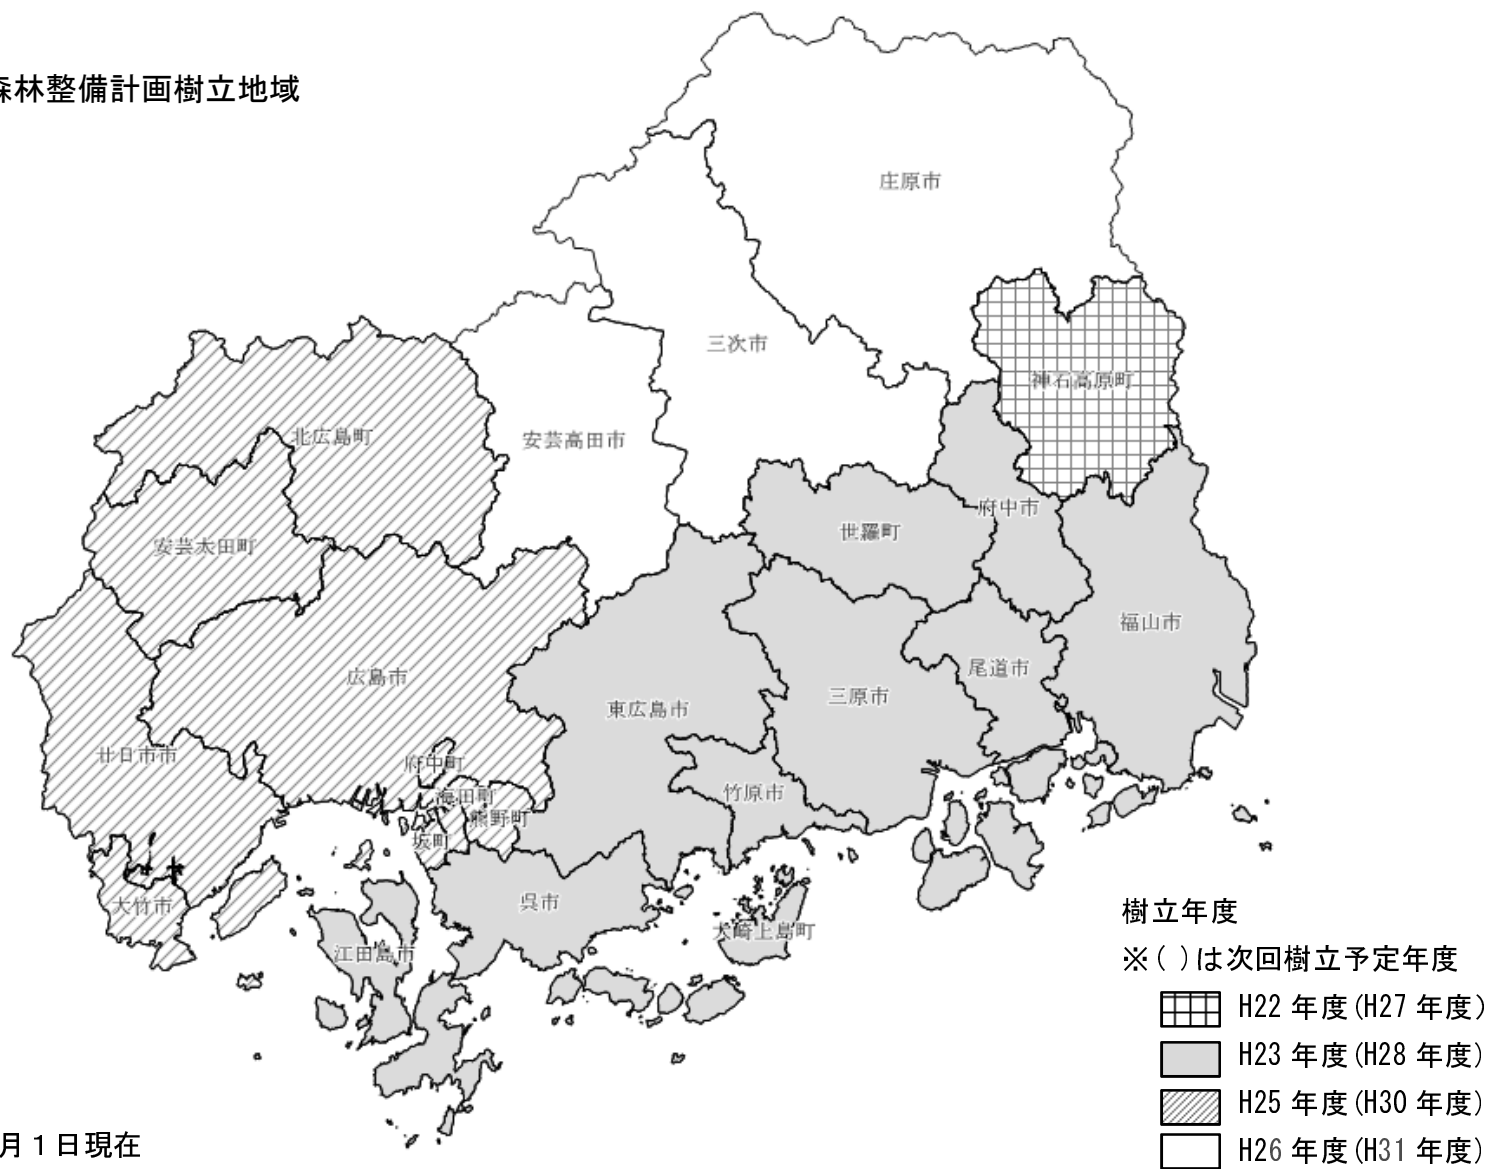 森林整備計画樹立地域
庄原市
三次市
神石高原町
北広島町
安芸高田市
府中市
世羅町
安芸太田町
福山市
尾道市
広島市
三原市
東広島市
廿日市市
府中町
竹原市
海田町
熊野町
坂町
大竹市
呉市
大崎上島町
江田島市
樹立年度
※( )は次回樹立予定年度
H22 年度(H27 年度)
H23 年度(H28 年度)
H25 年度(H30 年度)
H26 年度(H31 年度)
月1日現在